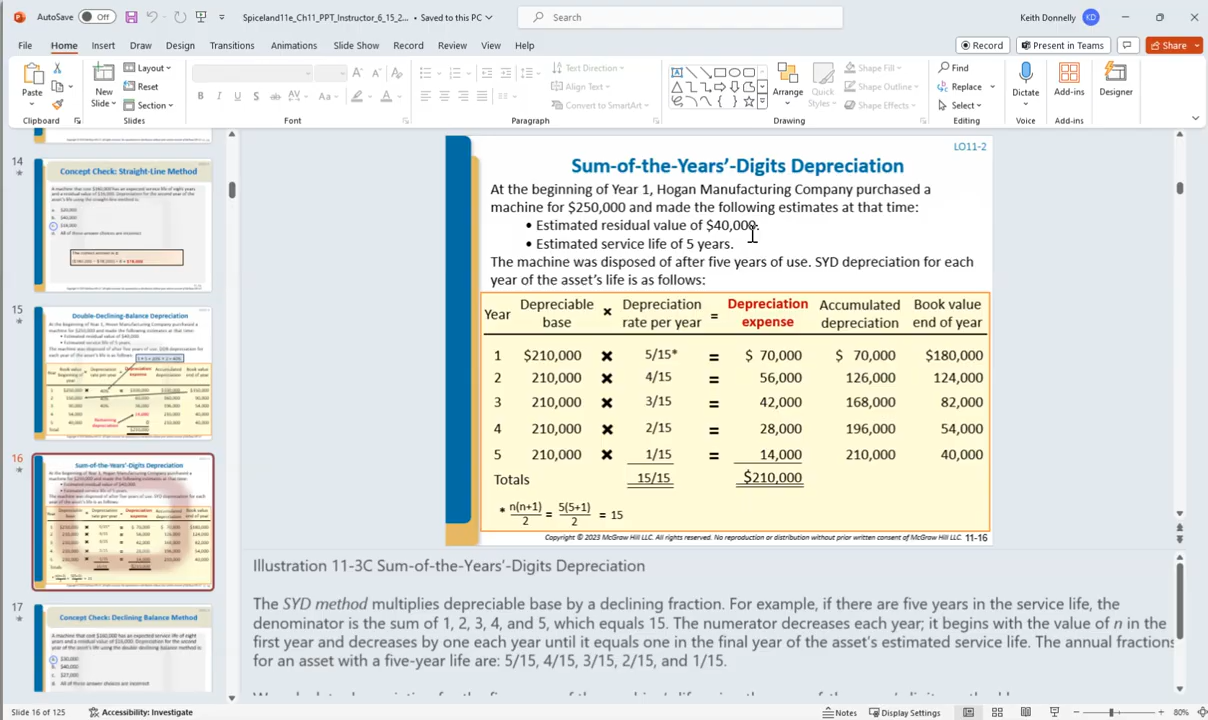 AutoSave Off Spiceland11e_Ch11_PPT_Instructor_6_15_2... • Saved to this PC Search Keith Donnelly KD
File Home Insert Draw Design Transitions Animations Slide Show Record Review View Help Record Present in Teams Share
Paste New Slide Layout Reset Section Text Direction Align Text Convert to SmartArt Arrange Quick Styles Shape Fill Shape Outline Shape Effects Find Replace Select Dictate Add-ins Designer
Clipboard Slides Font Paragraph Drawing Editing Voice Add-ins
14
Concept Check: Straight-Line Method
15
Double-Declining-Balance Depreciation
16
Sum-of-the-Years'-Digits Depreciation
17
Concept Check: Declining Balance Method
LO11-2
Sum-of-the-Years'-Digits Depreciation
At the beginning of Year 1, Hogan Manufacturing Company purchased a
machine for $250,000 and made the following estimates at that time:
• Estimated residual value of $40,000.
• Estimated service life of 5 years.
The machine was disposed of after five years of use. SYD depreciation for each
year of the asset's life is as follows:
Year Depreciable base × Depreciation rate per year = Depreciation expense Accumulated depreciation Book value end of year
1 $210,000 × 5/15* = $ 70,000 $ 70,000 $180,000
2 210,000 × 4/15 = 56,000 126,000 124,000
3 210,000 × 3/15 = 42,000 168,000 82,000
4 210,000 × 2/15 = 28,000 196,000 54,000
5 210,000 × 1/15 = 14,000 210,000 40,000
Totals 15/15 $210,000
* n(n+1)/2 = 5(5+1)/2 = 15
Copyright © 2023 McGraw Hill LLC. All rights reserved. No reproduction or distribution without prior written consent of McGraw Hill LLC. 11-16
Illustration 11-3C Sum-of-the-Years'-Digits Depreciation
The SYD method multiplies depreciable base by a declining fraction. For example, if there are five years in the service life, the
denominator is the sum of 1, 2, 3, 4, and 5, which equals 15. The numerator decreases each year; it begins with the value of n in the
first year and decreases by one each year until it equals one in the final year of the asset's estimated service life. The annual fractions
for an asset with a five-year life are: 5/15, 4/15, 3/15, 2/15, and 1/15.
Slide 16 of 125 Accessibility: Investigate Notes Display Settings 80%